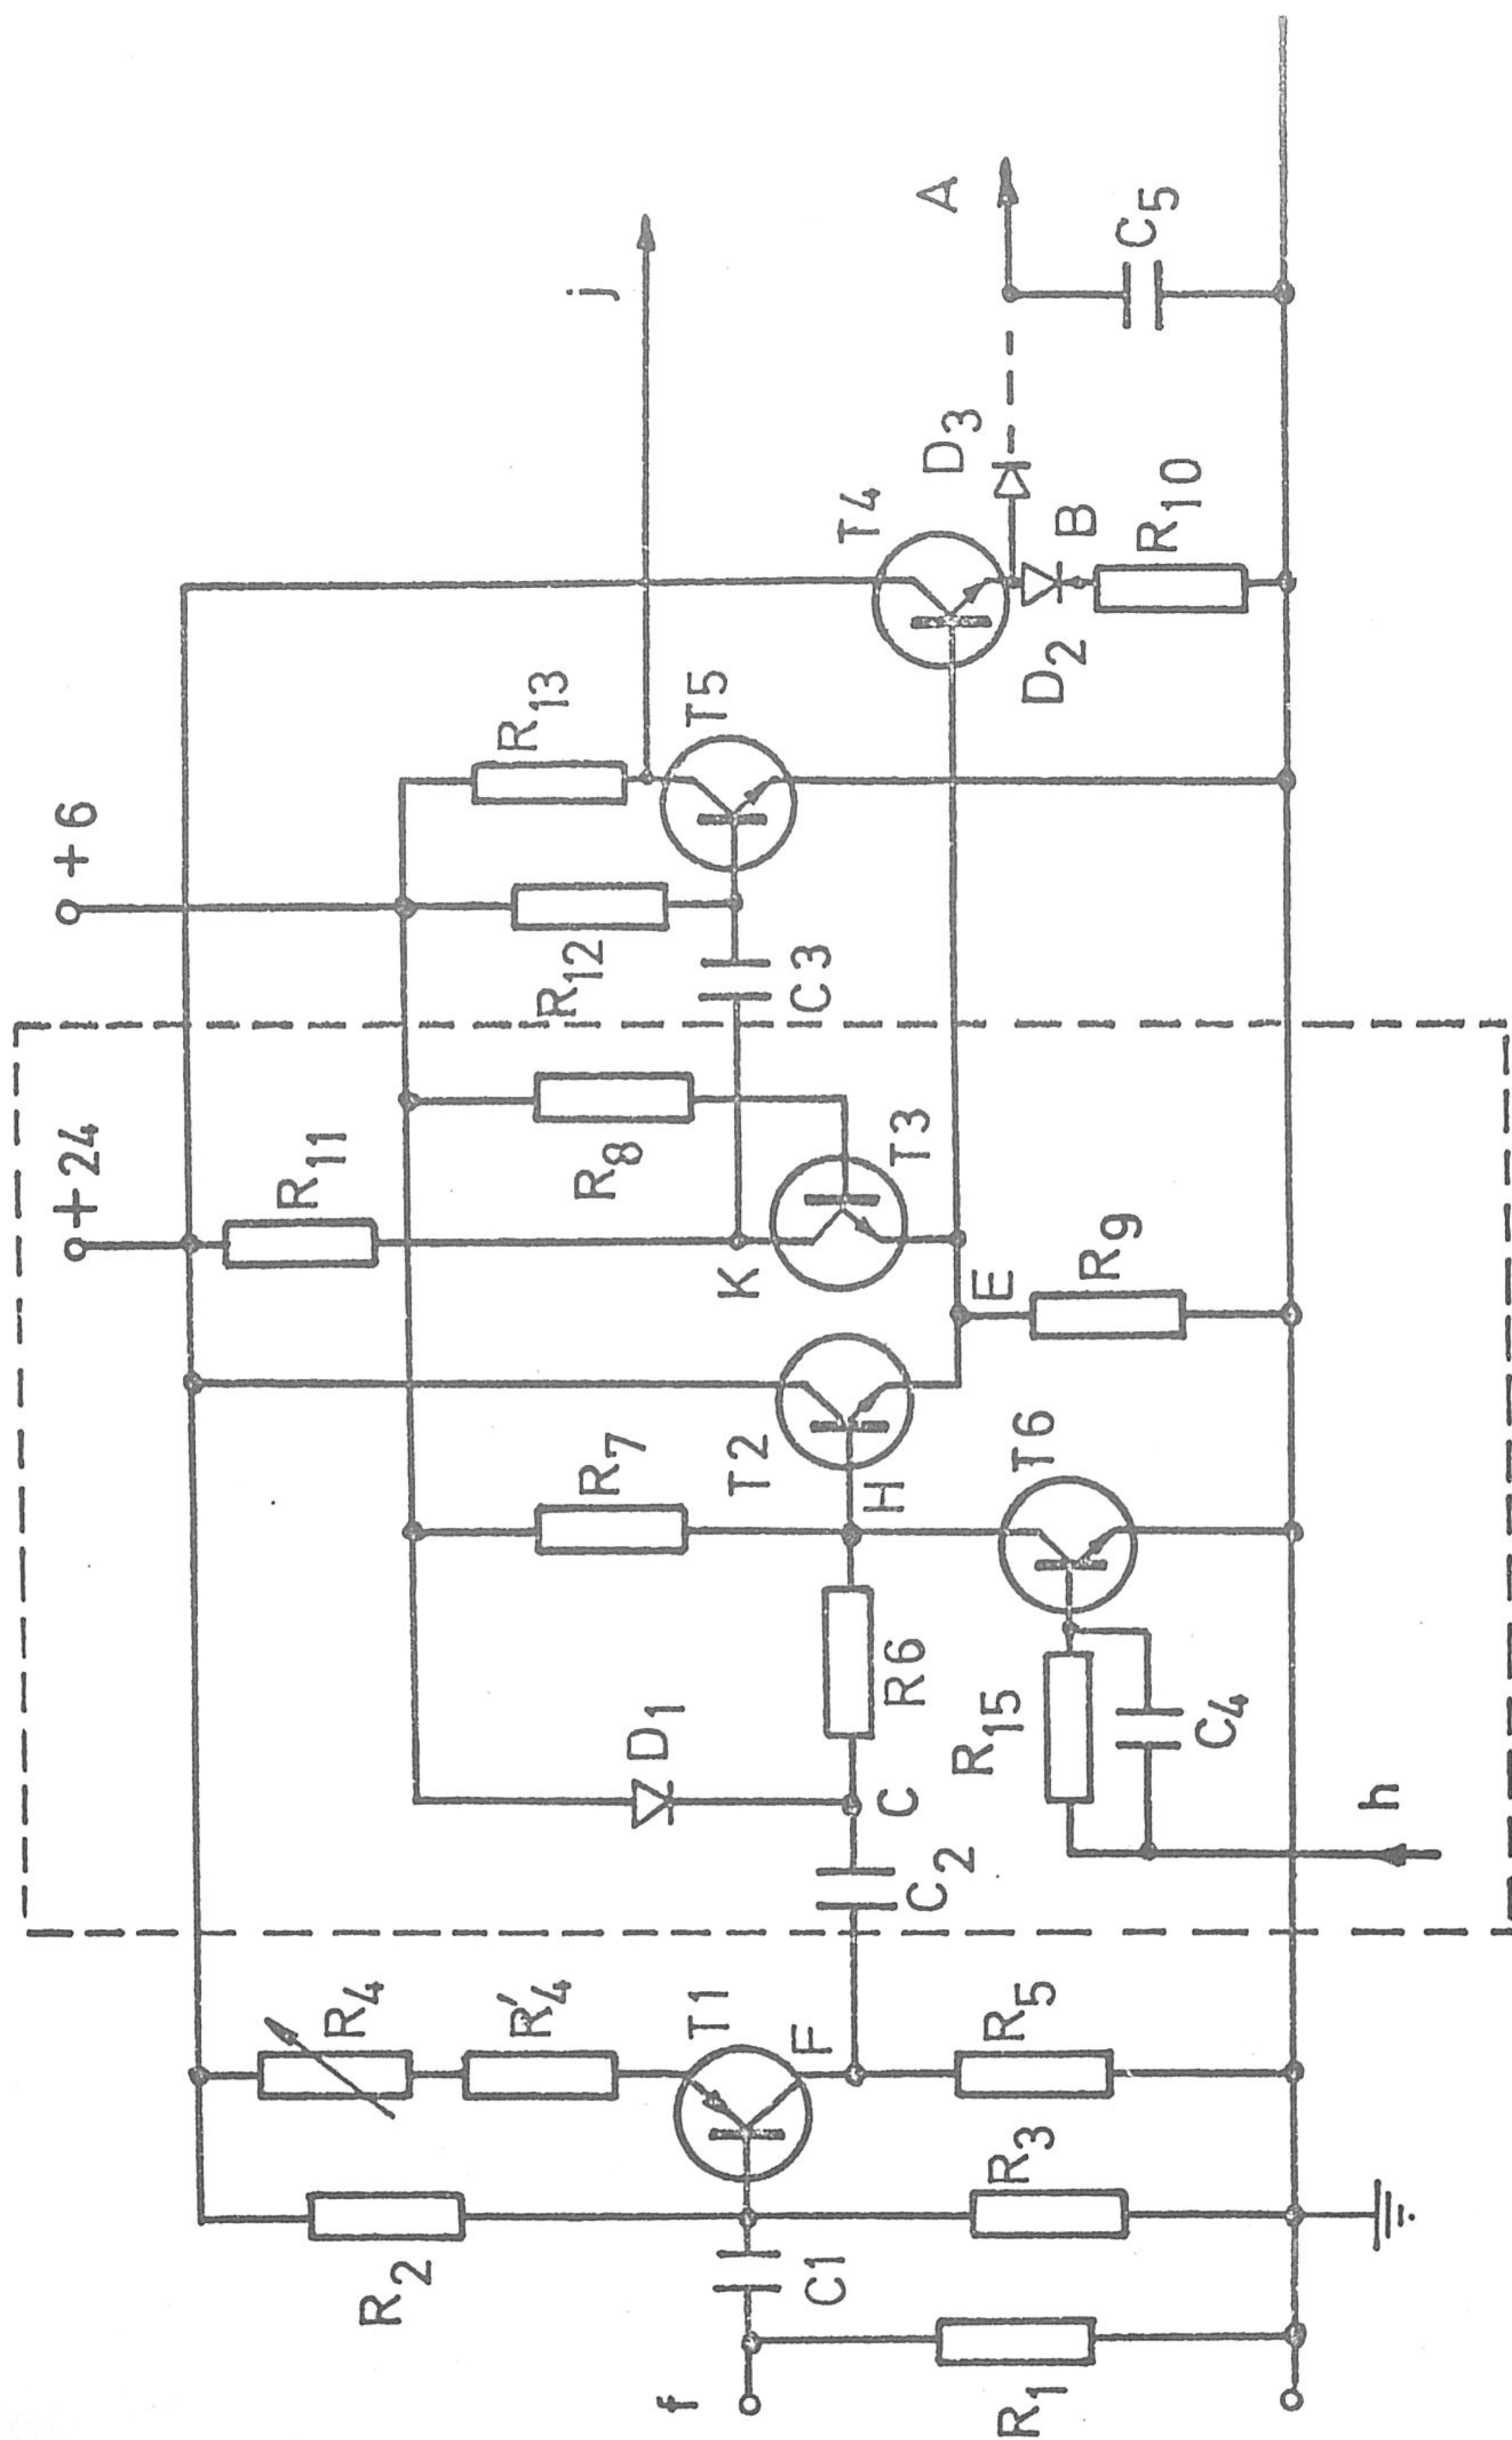 +24
+6
R4
R'4
R2
R11
R13
j
R7
R8
R12
D1
T1
T2
K
C3
T5
T4
A
F
C2
C
R6
H
T3
D3
C1
f
R1
R3
R5
R15
C4
T6
E
R9
D2
B
R10
C5
h